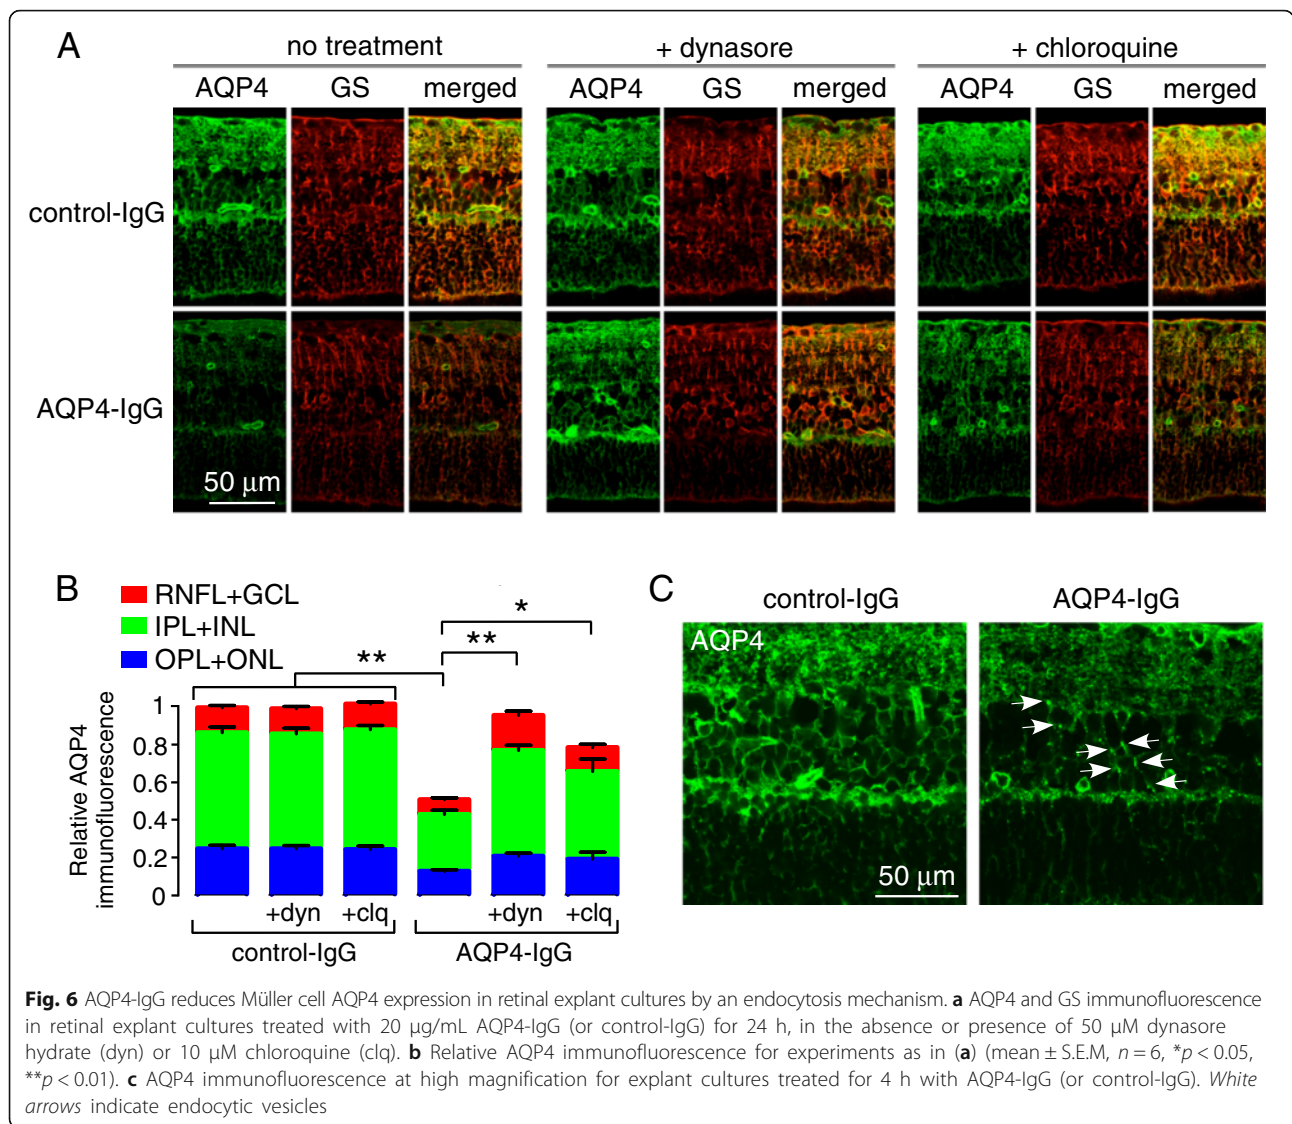 A
no treatment
+ dynasore
+ chloroquine
AQP4 GS merged AQP4 GS merged AQP4 GS merged
control-IgG
AQP4-IgG
50 µm
B
RNFL+GCL
IPL+INL
OPL+ONL
* 
**
**
Relative AQP4
immunofluorescence
1
0.8
0.6
0.4
0.2
0
+dyn +clq +dyn +clq
control-IgG AQP4-IgG
C
control-IgG AQP4-IgG
AQP4
50 µm
Fig. 6 AQP4-IgG reduces Müller cell AQP4 expression in retinal explant cultures by an endocytosis mechanism. a AQP4 and GS immunofluorescence
in retinal explant cultures treated with 20 µg/mL AQP4-IgG (or control-IgG) for 24 h, in the absence or presence of 50 µM dynasore
hydrate (dyn) or 10 µM chloroquine (clq). b Relative AQP4 immunofluorescence for experiments as in (a) (mean ± S.E.M, n = 6, *p < 0.05,
**p < 0.01). c AQP4 immunofluorescence at high magnification for explant cultures treated for 4 h with AQP4-IgG (or control-IgG). White
arrows indicate endocytic vesicles